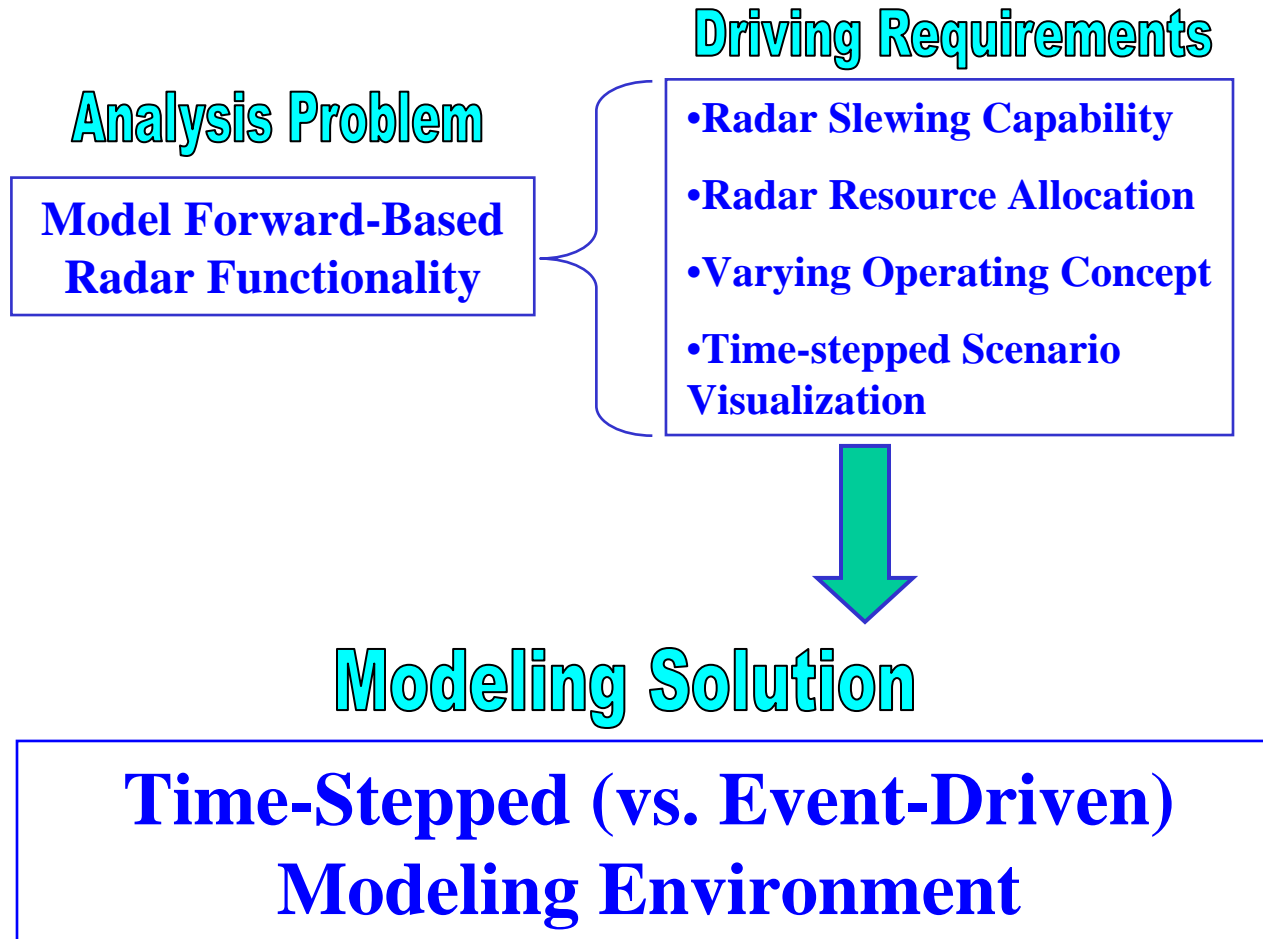 Analysis Problem
Model Forward-Based
Radar Functionality
Driving Requirements
•Radar Slewing Capability
•Radar Resource Allocation
•Varying Operating Concept
•Time-stepped Scenario
Visualization
Modeling Solution
Time-Stepped (vs. Event-Driven)
Modeling Environment